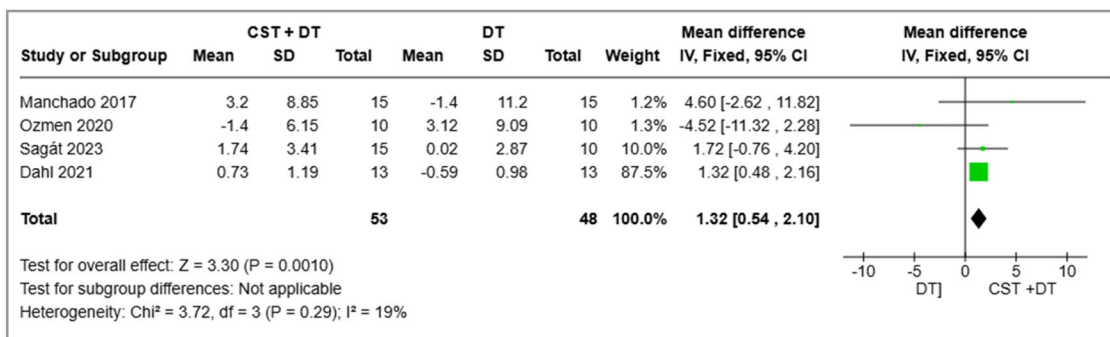 CST + DT DT Mean difference Mean difference
Study or Subgroup Mean SD Total Mean SD Total Weight IV, Fixed, 95% CI IV, Fixed, 95% CI
Manchado 2017 3.2 8.85 15 -1.4 11.2 15 1.2% 4.60 [-2.62 , 11.82]
Ozmen 2020 -1.4 6.15 10 3.12 9.09 10 1.3% -4.52 [-11.32 , 2.28]
Sagát 2023 1.74 3.41 15 0.02 2.87 10 10.0% 1.72 [-0.76 , 4.20]
Dahl 2021 0.73 1.19 13 -0.59 0.98 13 87.5% 1.32 [0.48 , 2.16]
Total 53 48 100.0% 1.32 [0.54 , 2.10]
Test for overall effect: Z = 3.30 (P = 0.0010)
Test for subgroup differences: Not applicable
Heterogeneity: Chi² = 3.72, df = 3 (P = 0.29); I² = 19%
-10 -5 0 5 10
DT] CST +DT